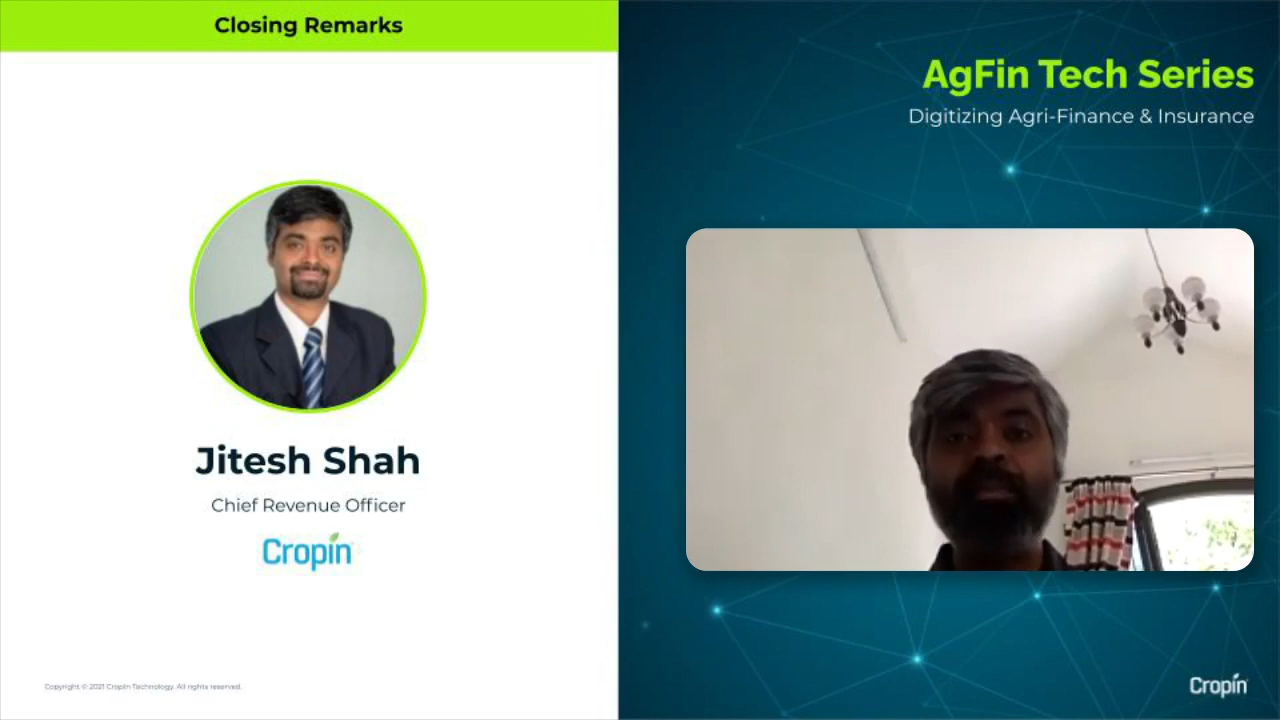 Closing Remarks
Jitesh Shah
Chief Revenue Officer
Cropin
Copyright © 2021 CropIn Technology. All rights reserved.
AgFin Tech Series
Digitizing Agri-Finance & Insurance
Cropin